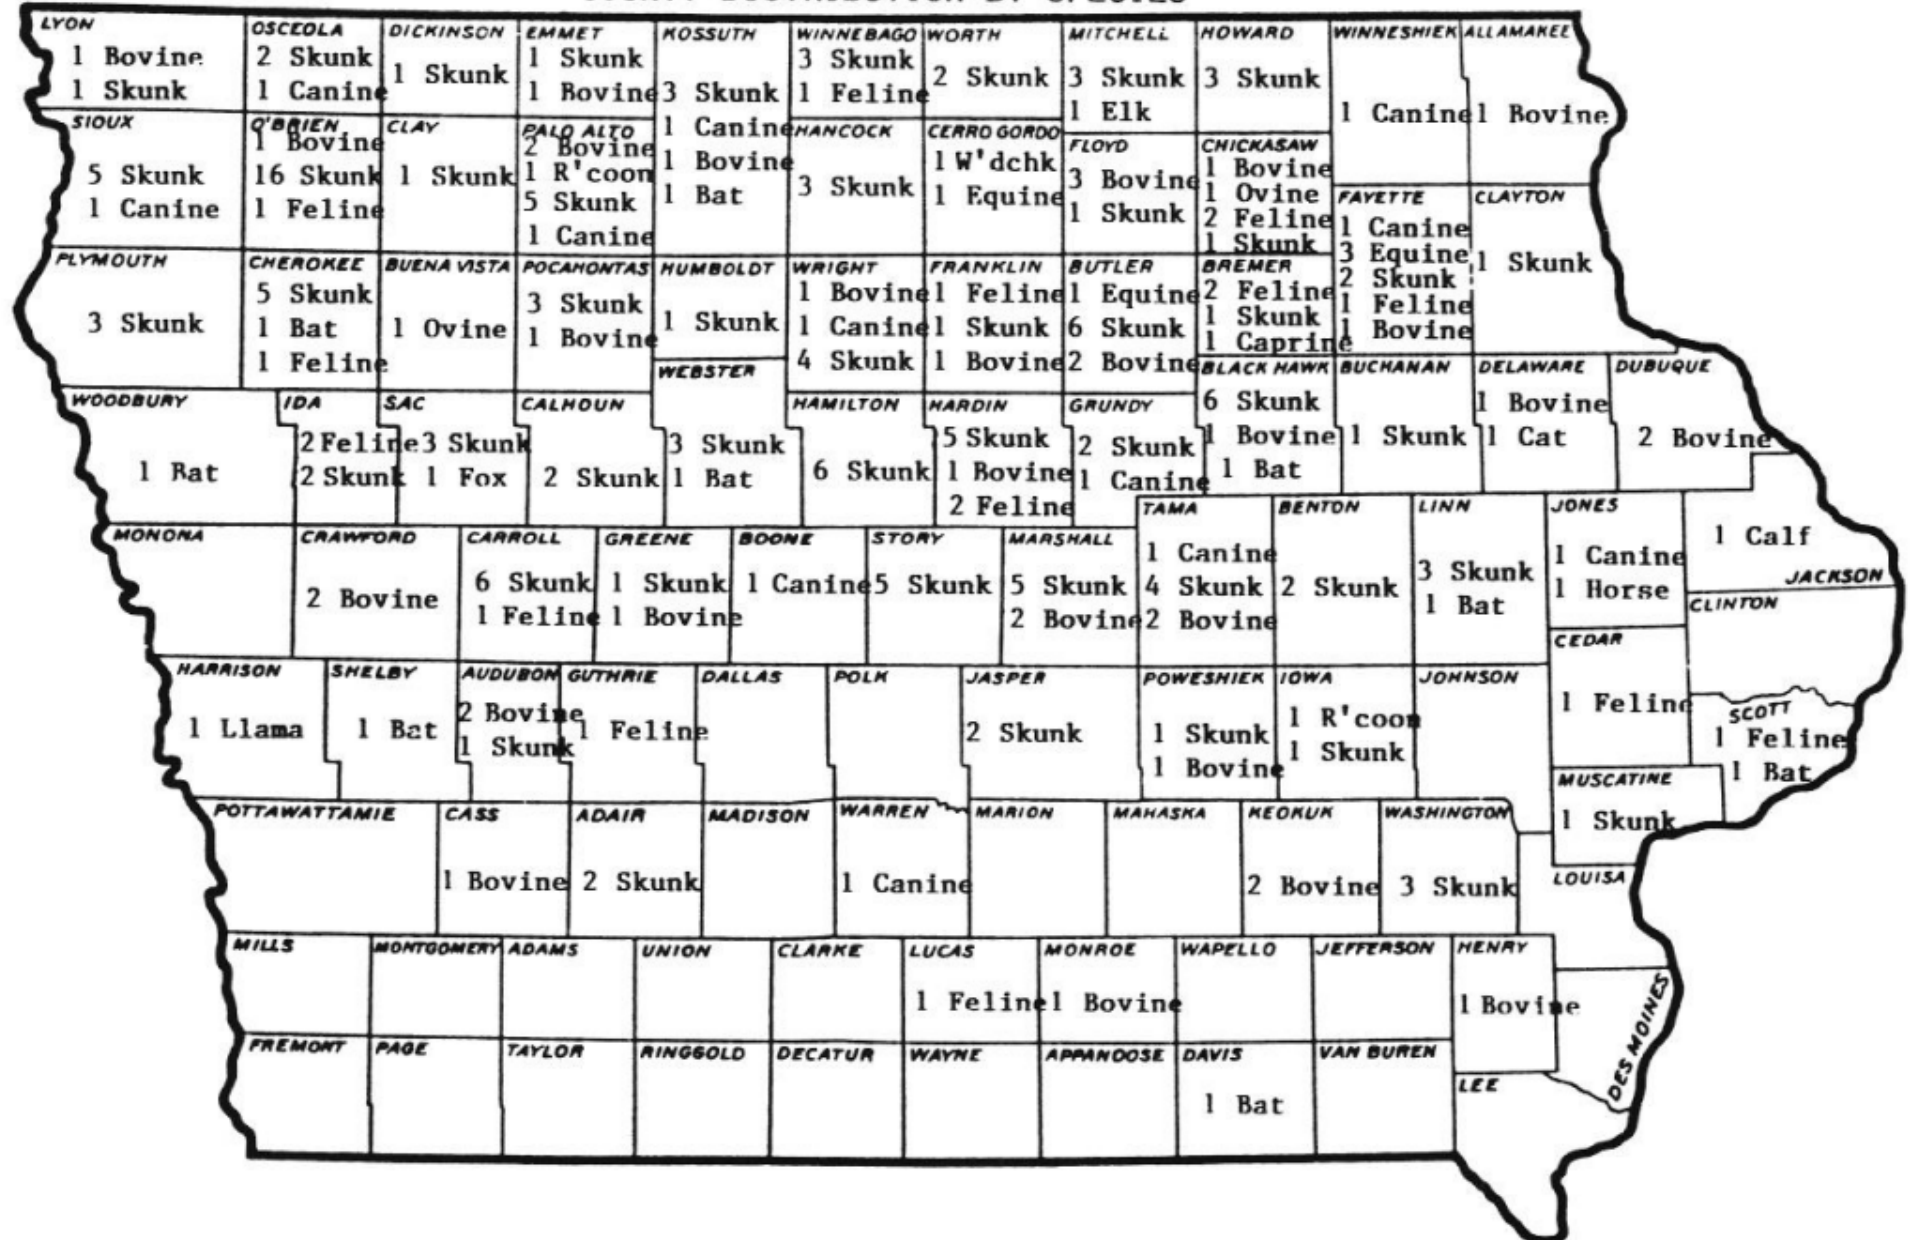 LYON
1 Bovine
1 Skunk
OSCEOLA
2 Skunk
1 Canine
DICKINSON
1 Skunk
EMMET
1 Skunk
1 Bovine
KOSSUTH
3 Skunk
1 Canine
1 Bovine
1 Bat
WINNEBAGO
3 Skunk
1 Feline
WORTH
2 Skunk
MITCHELL
3 Skunk
1 Elk
HOWARD
3 Skunk
WINNESHIEK
1 Canine
ALLAMAKEE
1 Bovine
SIOUX
5 Skunk
1 Canine
O'BRIEN
1 Bovine
16 Skunk
1 Feline
CLAY
1 Skunk
PALO ALTO
2 Bovine
1 R'coon
5 Skunk
1 Canine
HANCOCK
3 Skunk
CERRO GORDO
1 W'dchk
1 Equine
FLOYD
3 Bovine
1 Skunk
CHICKASAW
1 Bovine
1 Ovine
2 Feline
1 Skunk
FAYETTE
1 Canine
3 Equine
2 Skunk
1 Feline
1 Bovine
CLAYTON
1 Skunk
PLYMOUTH
3 Skunk
CHEROKEE
5 Skunk
1 Bat
1 Feline
BUENA VISTA
1 Ovine
POCAHONTAS
3 Skunk
1 Bovine
HUMBOLDT
1 Skunk
WRIGHT
1 Bovine
1 Canine
4 Skunk
FRANKLIN
1 Feline
1 Skunk
1 Bovine
BUTLER
1 Equine
6 Skunk
2 Bovine
BREMER
2 Feline
1 Skunk
1 Caprine
WOODBURY
1 Bat
IDA
2 Feline
2 Skunk
SAC
3 Skunk
1 Fox
CALHOUN
2 Skunk
WEBSTER
3 Skunk
1 Bat
HAMILTON
6 Skunk
HARDIN
5 Skunk
1 Bovine
2 Feline
GRUNDY
2 Skunk
1 Canine
BLACK HAWK
6 Skunk
1 Bovine
1 Bat
BUCHANAN
1 Skunk
DELAWARE
1 Bovine
1 Cat
DUBUQUE
2 Bovine
MONONA
CRAWFORD
2 Bovine
CARROLL
6 Skunk
1 Feline
GREENE
1 Skunk
1 Bovine
BOONE
1 Canine
STORY
5 Skunk
MARSHALL
5 Skunk
2 Bovine
TAMA
1 Canine
4 Skunk
2 Bovine
BENTON
2 Skunk
LINN
3 Skunk
1 Bat
JONES
1 Canine
1 Horse
1 Calf
JACKSON
CLINTON
CEDAR
1 Feline
HARRISON
1 Llama
SHELBY
1 Bat
AUDUBON
2 Bovine
1 Skunk
GUTHRIE
1 Feline
DALLAS
POLK
JASPER
2 Skunk
POWESHIEK
1 Skunk
1 Bovine
IOWA
1 R'coon
1 Skunk
JOHNSON
SCOTT
1 Feline
1 Bat
MUSCATINE
1 Skunk
POTTAWATTAMIE
CASS
1 Bovine
ADAIR
2 Skunk
MADISON
WARREN
1 Canine
MARION
MAHASKA
KEOKUK
2 Bovine
WASHINGTON
3 Skunk
LOUISA
MILLS
MONTGOMERY
ADAMS
UNION
CLARKE
LUCAS
1 Feline
MONROE
1 Bovine
WAPELLO
JEFFERSON
HENRY
1 Bovine
DES MOINES
FREMONT
PAGE
TAYLOR
RINGGOLD
DECATUR
WAYNE
APPANOOSE
DAVIS
1 Bat
VAN BUREN
LEE